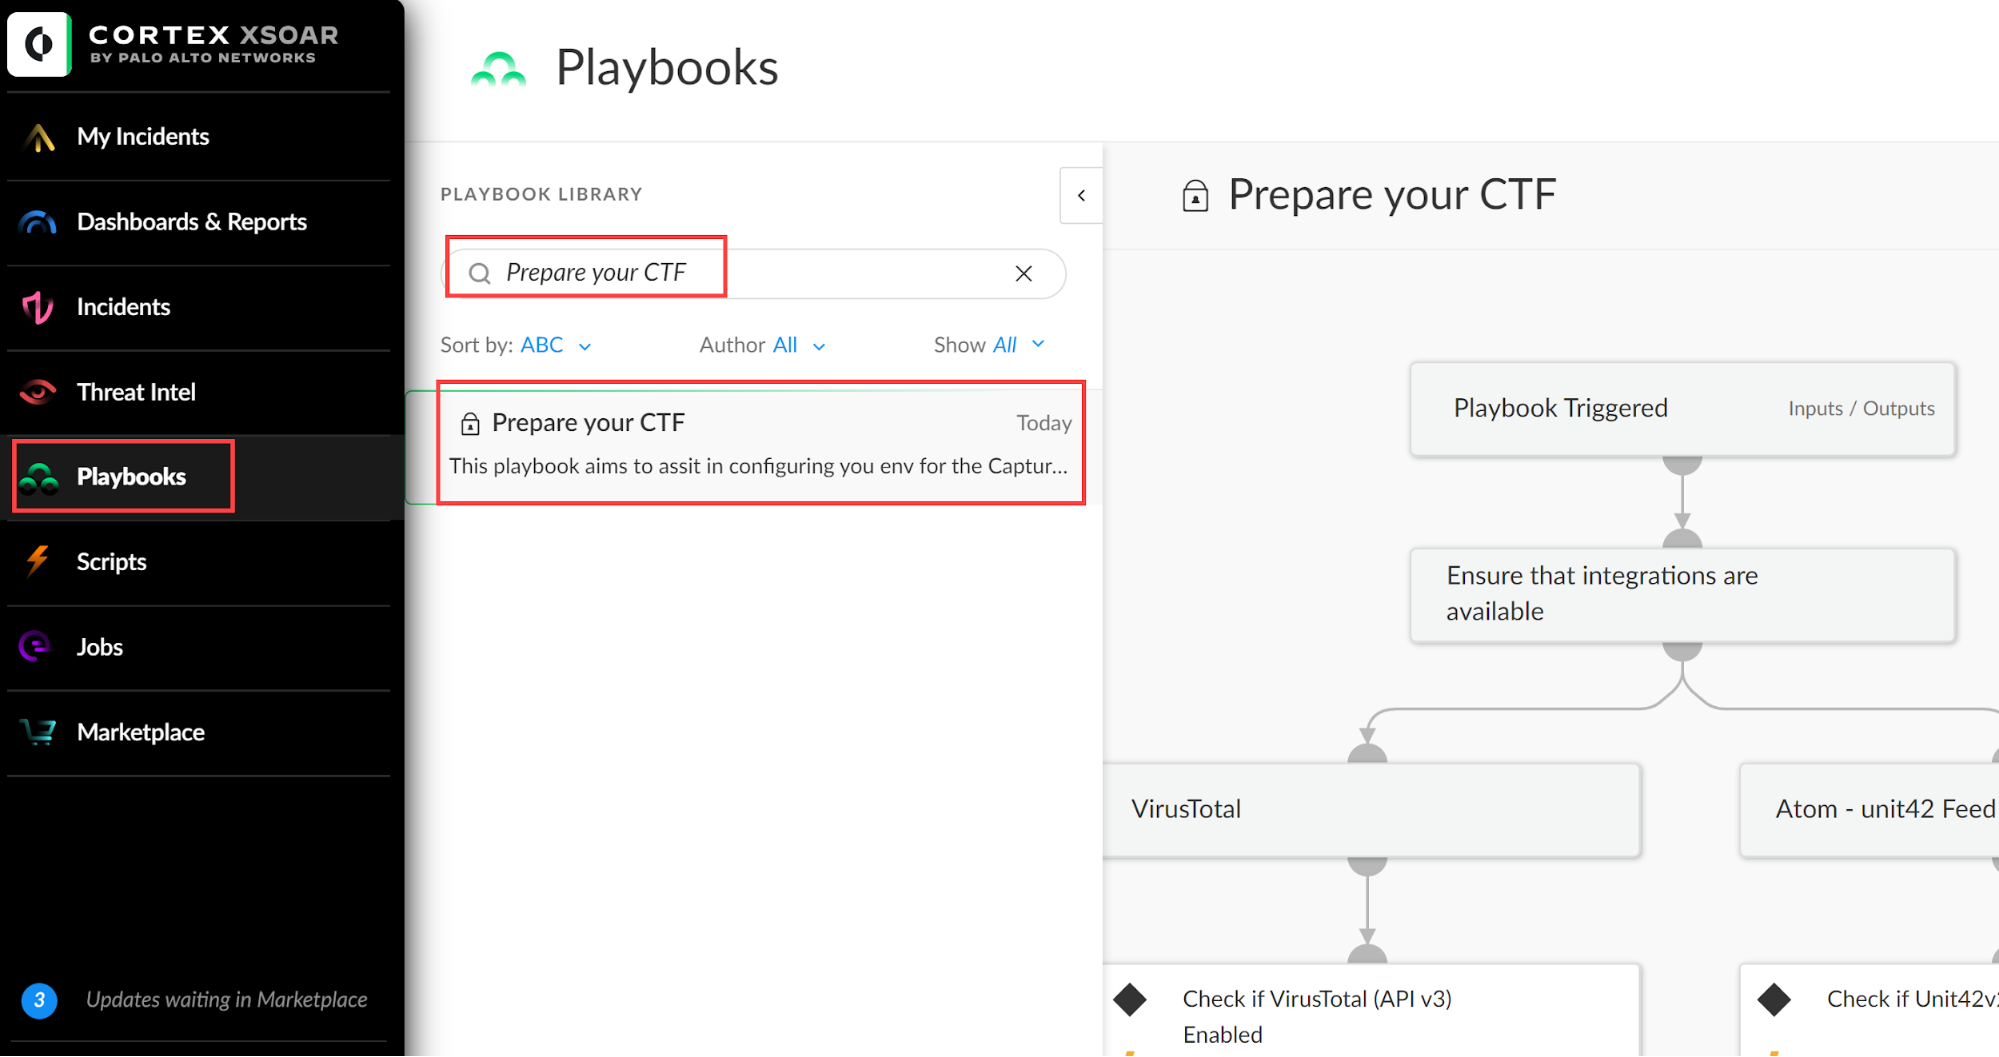 CORTEX XSOAR
BY PALO ALTO NETWORKS
My Incidents
Dashboards & Reports
Incidents
Threat Intel
Playbooks
Scripts
Jobs
Marketplace
3 Updates waiting in Marketplace
Playbooks
PLAYBOOK LIBRARY
Prepare your CTF
Sort by: ABC Author All Show All
Prepare your CTF Today
This playbook aims to assit in configuring you env for the Captur...
Prepare your CTF
Playbook Triggered Inputs / Outputs
Ensure that integrations are
available
VirusTotal
Atom - unit42 Feed
Check if VirusTotal (API v3)
Enabled
Check if Unit42v